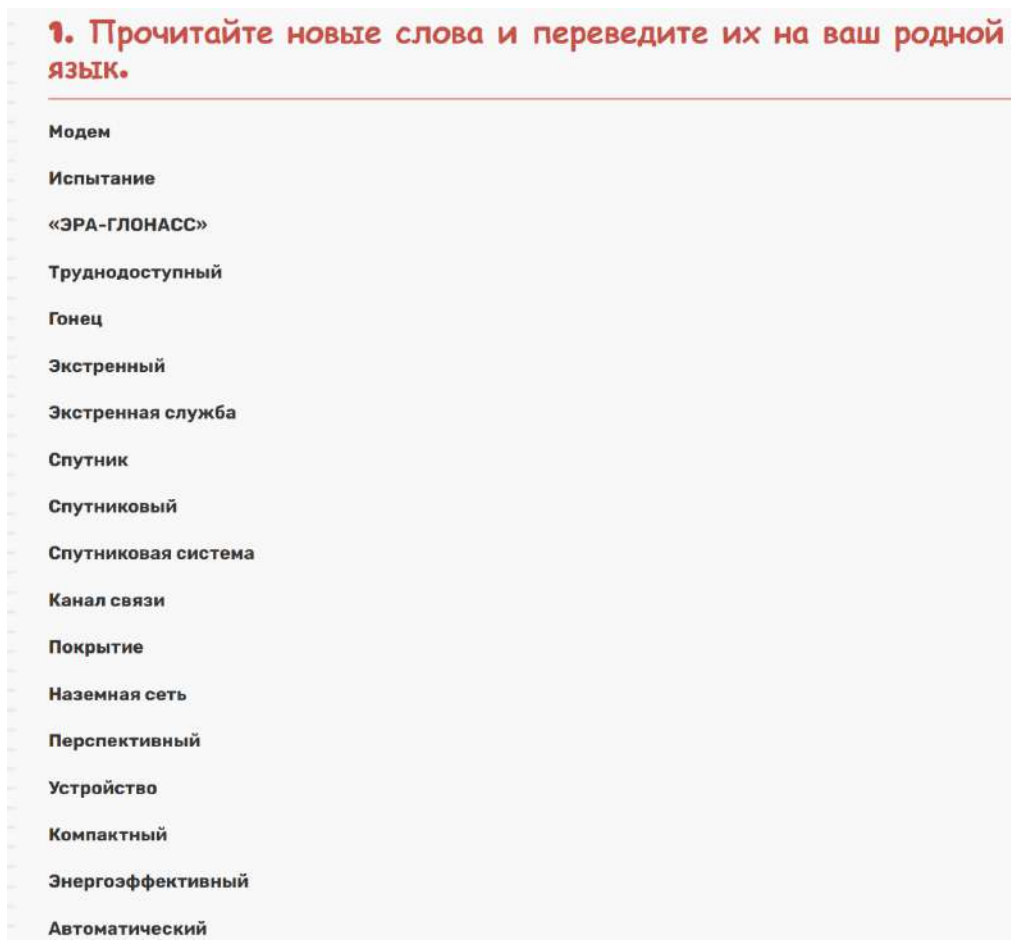 1. Прочитайте новые слова и переведите их на ваш родной
язык.
Модем
Испытание
«ЭРА-ГЛОНАСС»
Труднодоступный
Гонец
Экстренный
Экстренная служба
Спутник
Спутниковый
Спутниковая система
Канал связи
Покрытие
Наземная сеть
Перспективный
Устройство
Компактный
Энергоэффективный
Автоматический